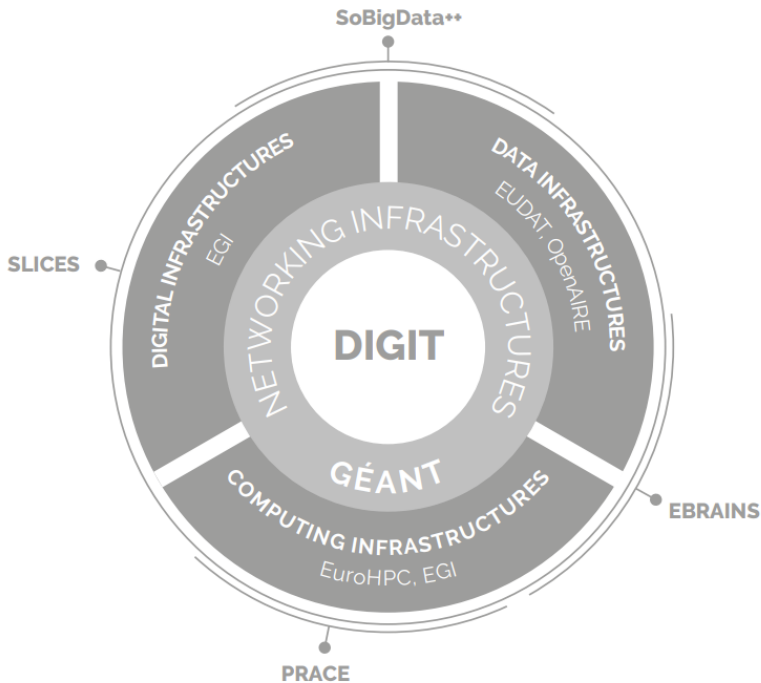 SoBigData++
DIGITAL INFRASTRUCTURES
EGI
DATA INFRASTRUCTURES
EUDAT, OpenAIRE
NETWORKING INFRASTRUCTURES
SLICES
DIGIT
GÉANT
COMPUTING INFRASTRUCTURES
EuroHPC, EGI
EBRAINS
PRACE